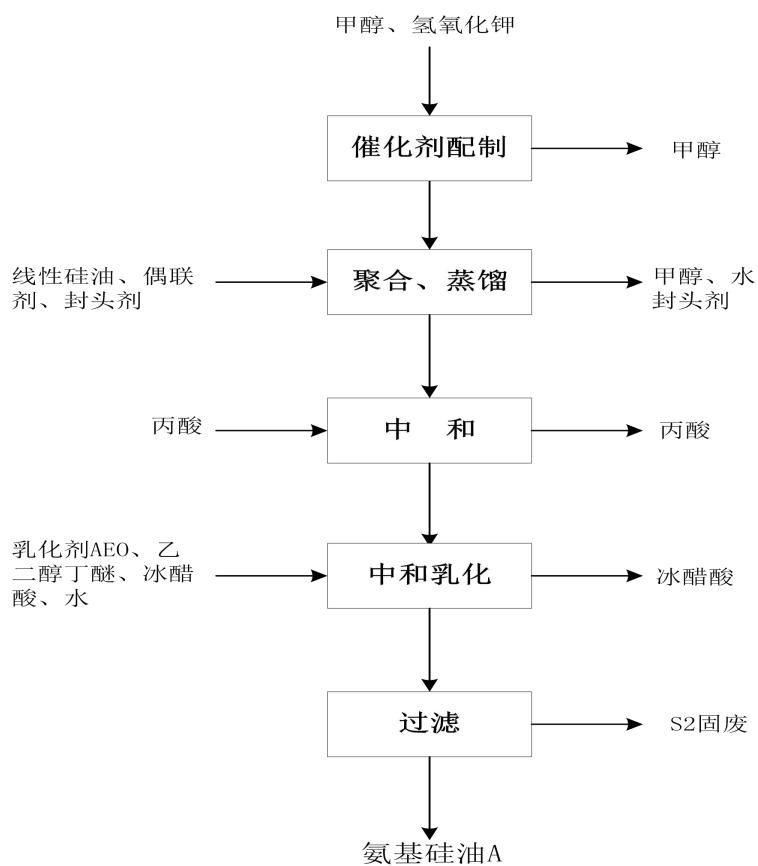 甲醇、氢氧化钾
催化剂配制
甲醇
线性硅油、偶联
剂、封头剂
聚合、蒸馏
甲醇、水
封头剂
丙酸
中 和
丙酸
乳化剂AEO、乙
二醇丁醚、冰醋
酸、水
中和乳化
冰醋酸
过滤
S2固废
氨基硅油A